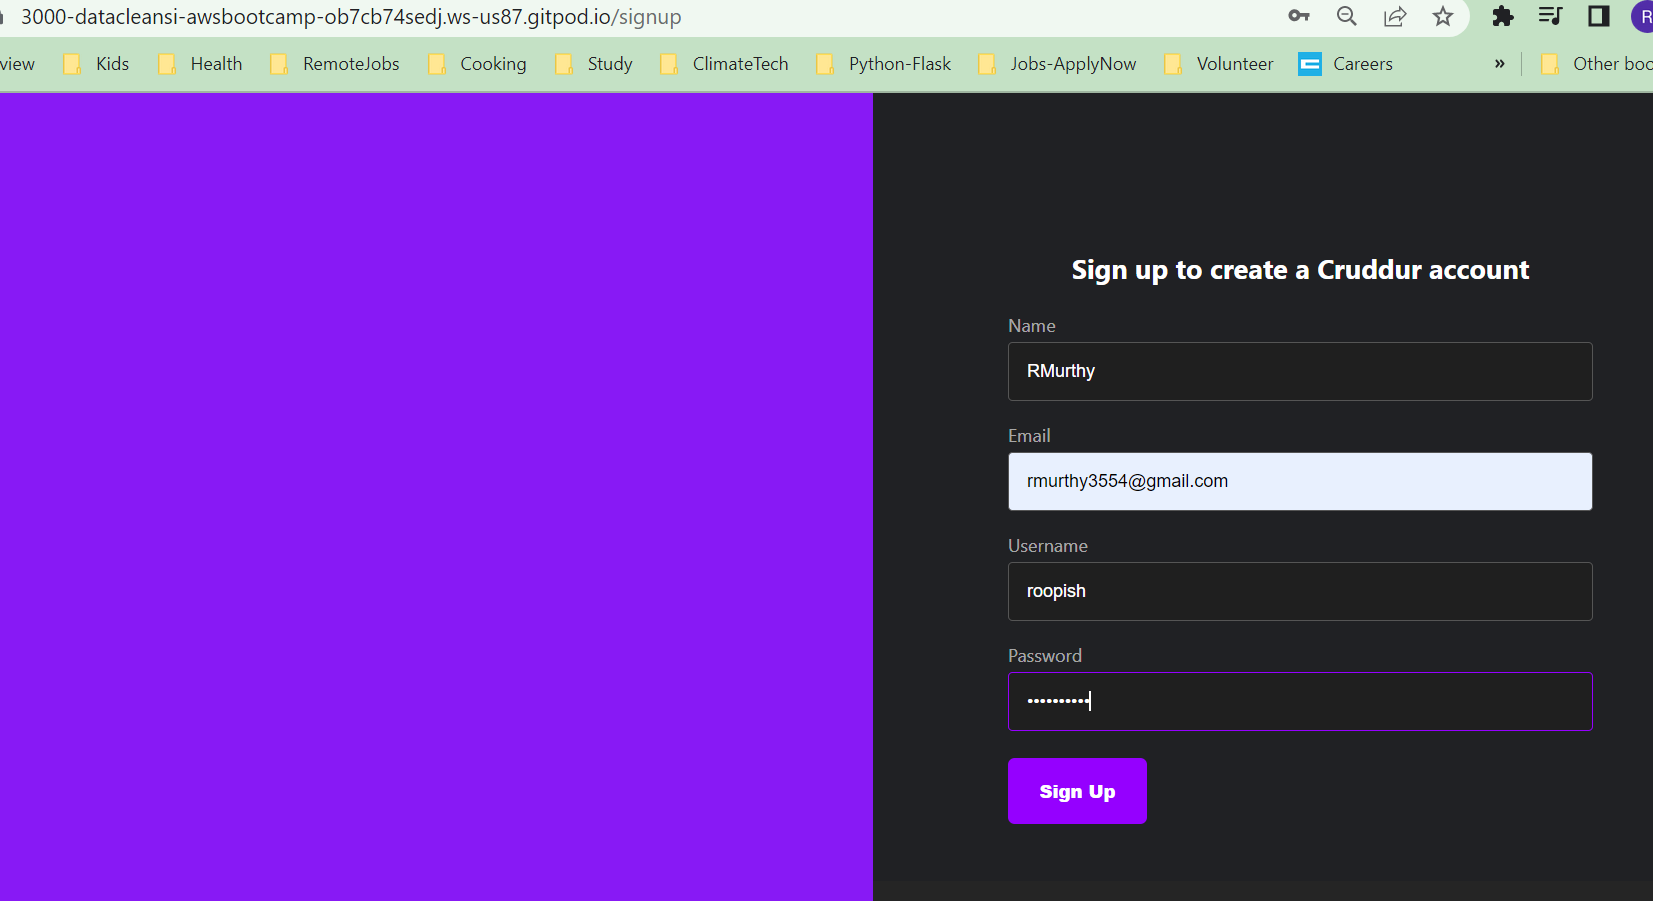 3000-datacleansi-awsbootcamp-ob7cb74sedj.ws-us87.gitpod.io/signup
view Kids Health RemoteJobs Cooking Study ClimateTech Python-Flask Jobs-ApplyNow Volunteer Careers » Other boo
R
Sign up to create a Cruddur account
Name
RMurthy
Email
rmurthy3554@gmail.com
Username
roopish
Password
••••••••••
Sign Up